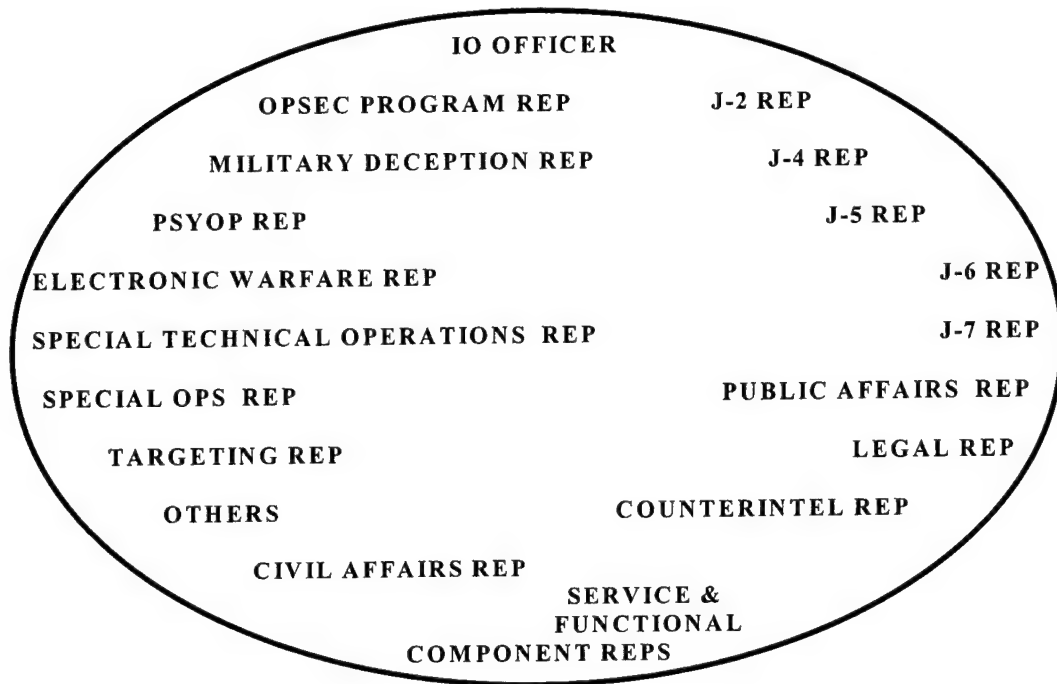 IO OFFICER
OPSEC PROGRAM REP J-2 REP
MILITARY DECEPTION REP J-4 REP
PSYOP REP J-5 REP
ELECTRONIC WARFARE REP J-6 REP
SPECIAL TECHNICAL OPERATIONS REP J-7 REP
SPECIAL OPS REP PUBLIC AFFAIRS REP
TARGETING REP LEGAL REP
OTHERS COUNTERINTEL REP
CIVIL AFFAIRS REP
SERVICE &
FUNCTIONAL
COMPONENT REPS